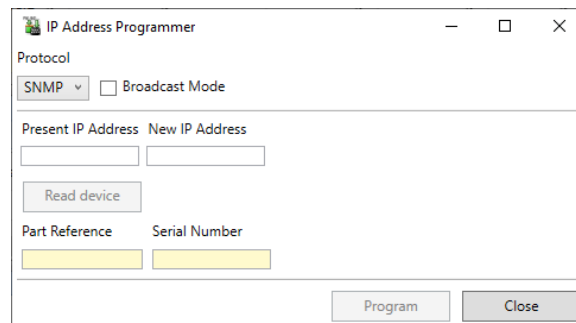 IP Address Programmer
Protocol
SNMP Broadcast Mode
Present IP Address New IP Address
Read device
Part Reference Serial Number
Program Close